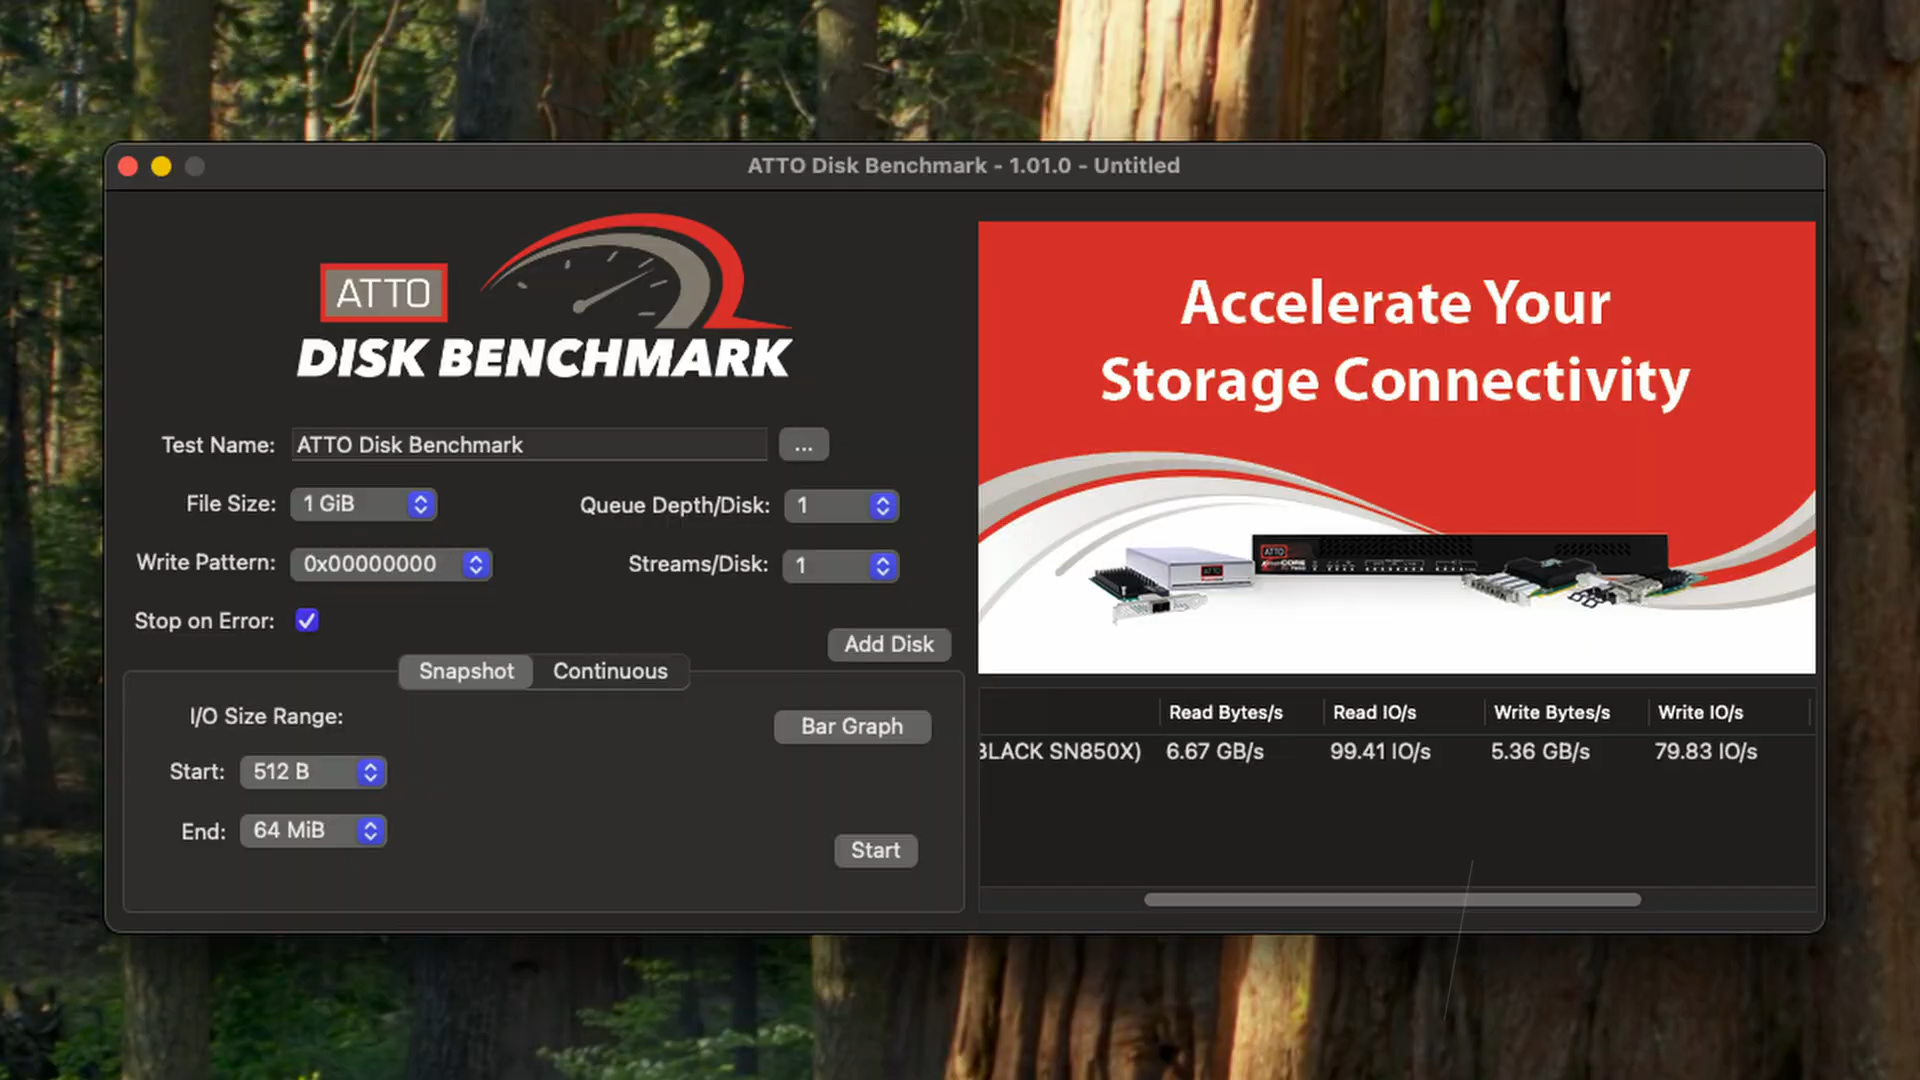 ATTO Disk Benchmark - 1.01.0 - Untitled
ATTO
DISK BENCHMARK
Test Name: ATTO Disk Benchmark ...
File Size: 1 GiB Queue Depth/Disk: 1
Write Pattern: 0x00000000 Streams/Disk: 1
Stop on Error:
Add Disk
Snapshot Continuous
I/O Size Range:
Bar Graph
Start: 512 B
End: 64 MiB
Start
Accelerate Your
Storage Connectivity
ATTO
ATTO
Read Bytes/s Read IO/s Write Bytes/s Write IO/s
BLACK SN850X) 6.67 GB/s 99.41 IO/s 5.36 GB/s 79.83 IO/s